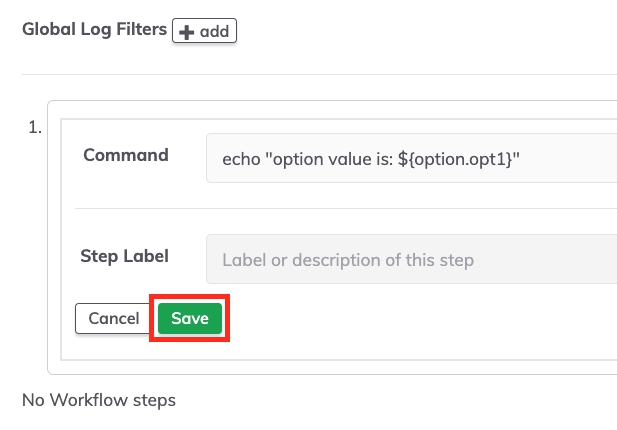 Global Log Filters + add
1.
Command echo "option value is: ${option.opt1}"
Step Label Label or description of this step
Cancel Save
No Workflow steps